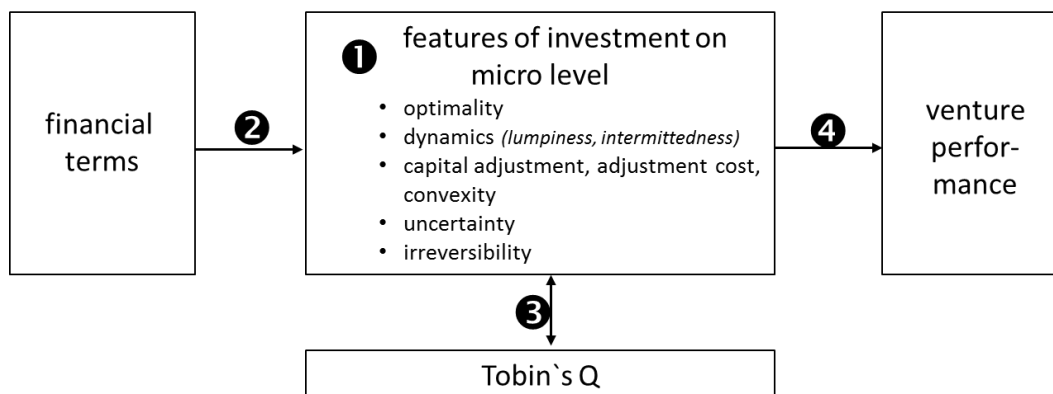 financial
terms
❷
❶ features of investment on
micro level
• optimality
• dynamics (lumpiness, intermittedness)
• capital adjustment, adjustment cost,
convexity
• uncertainty
• irreversibility
❹
venture
perfor-
mance
❸
Tobin`s Q